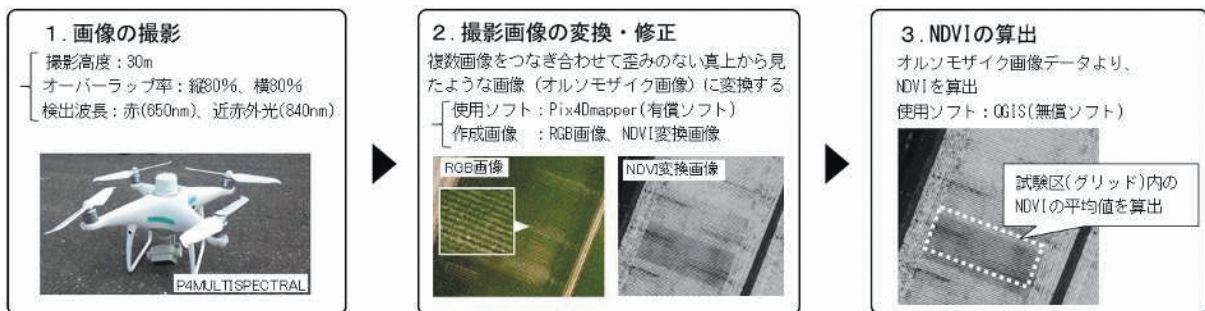 1．画像の撮影
撮影高度：30m
オーバーラップ率：縦80%、横80%
検出波長：赤(650nm)、近赤外光(840nm)
P4MULTISPECTRAL
2．撮影画像の変換・修正
複数画像をつなぎ合わせて歪みのない真上から見
たような画像（オルソモザイク画像）に変換する
使用ソフト：Pix4Dmapper(有償ソフト)
作成画像　：RGB画像、NDVI変換画像
RGB画像
NDVI変換画像
3．NDVIの算出
オルソモザイク画像データより、
NDVIを算出
使用ソフト：QGIS(無償ソフト)
試験区(グリッド)内の
NDVIの平均値を算出